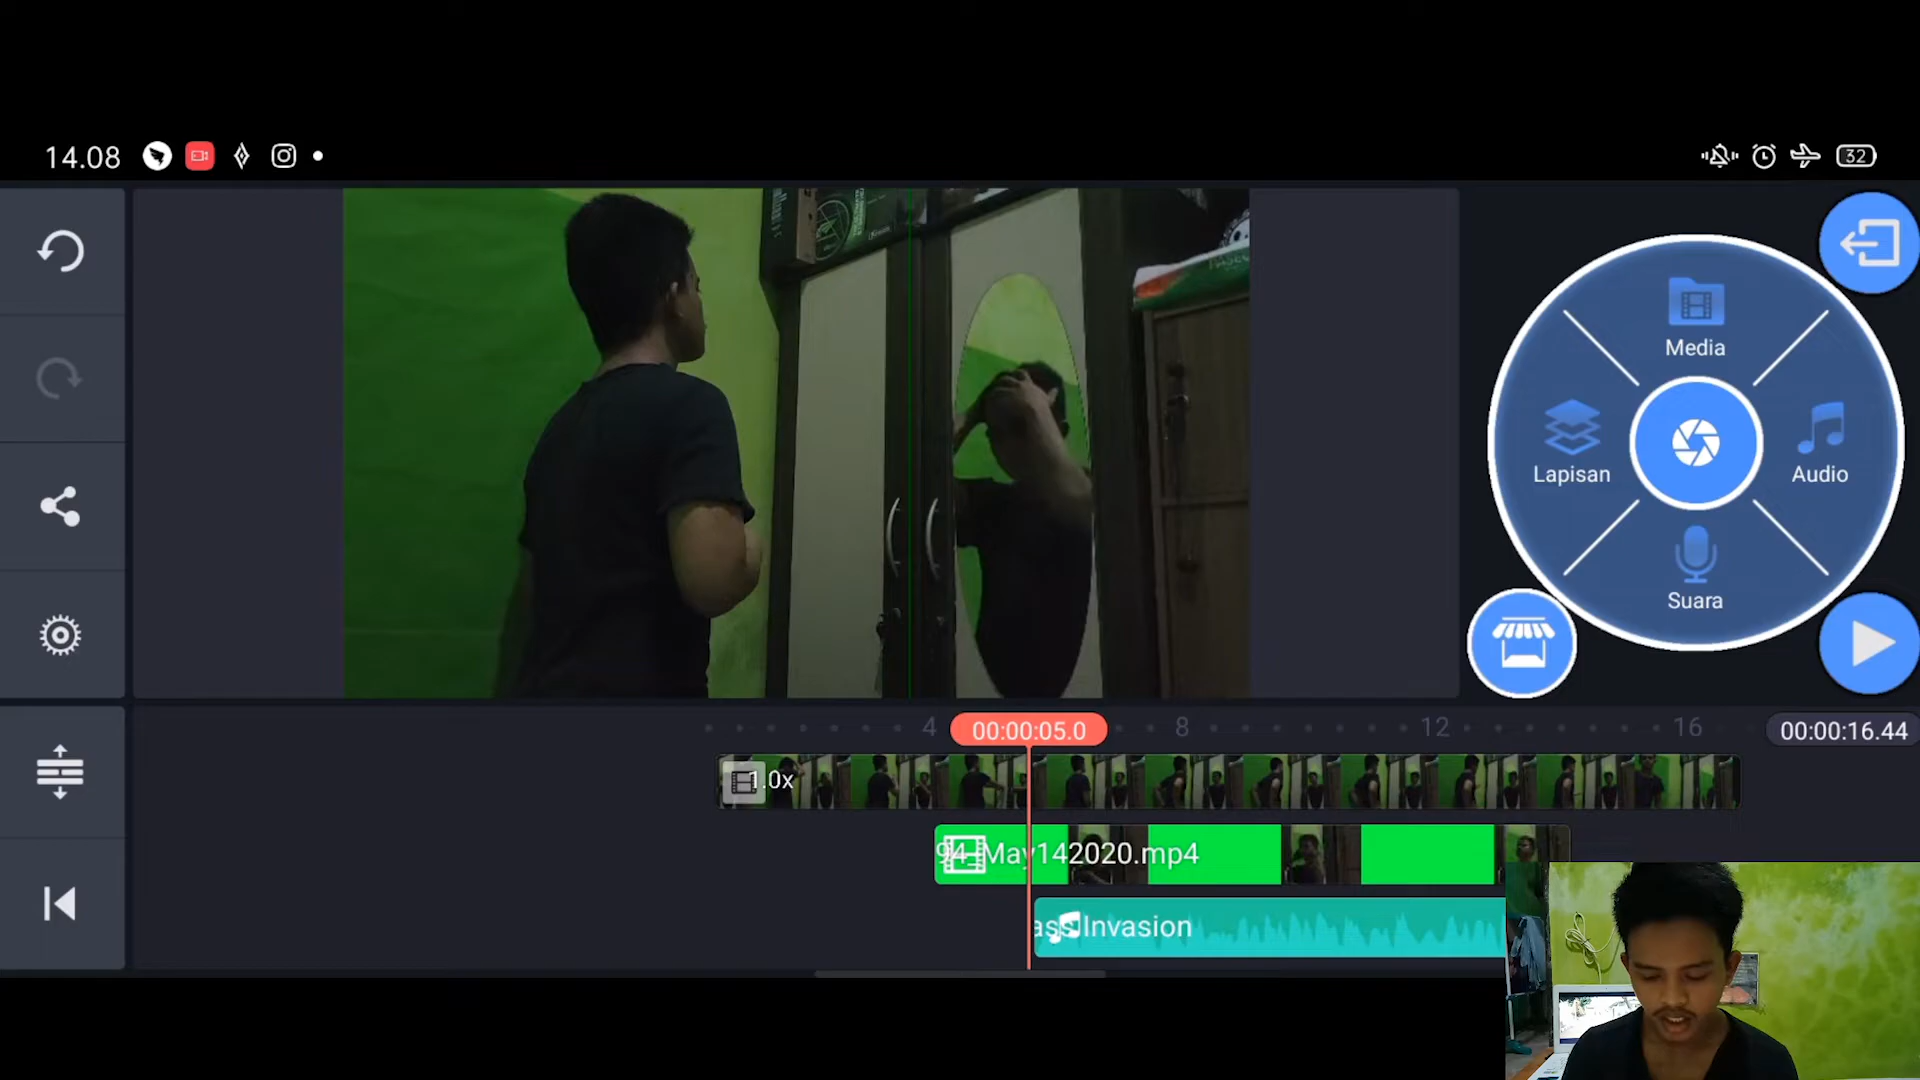 14.08
32
Media
Lapisan
Audio
Suara
4
00:00:05.0
8
12
16
00:00:16.44
1.0x
94-May142020.mp4
ass Invasion